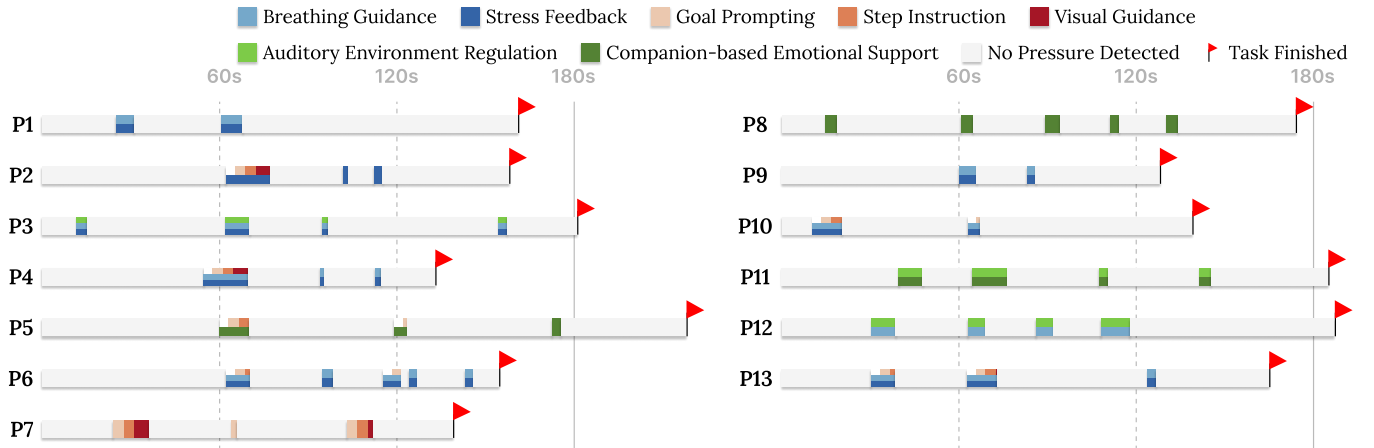 Breathing Guidance Stress Feedback Goal Prompting Step Instruction Visual Guidance
Auditory Environment Regulation Companion-based Emotional Support No Pressure Detected Task Finished
60s 120s 180s 60s 120s 180s
P1 P8
P2 P9
P3 P10
P4 P11
P5 P12
P6 P13
P7